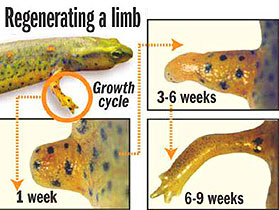 Regenerating a limb
Growth
cycle
1 week
3-6 weeks
6-9 weeks